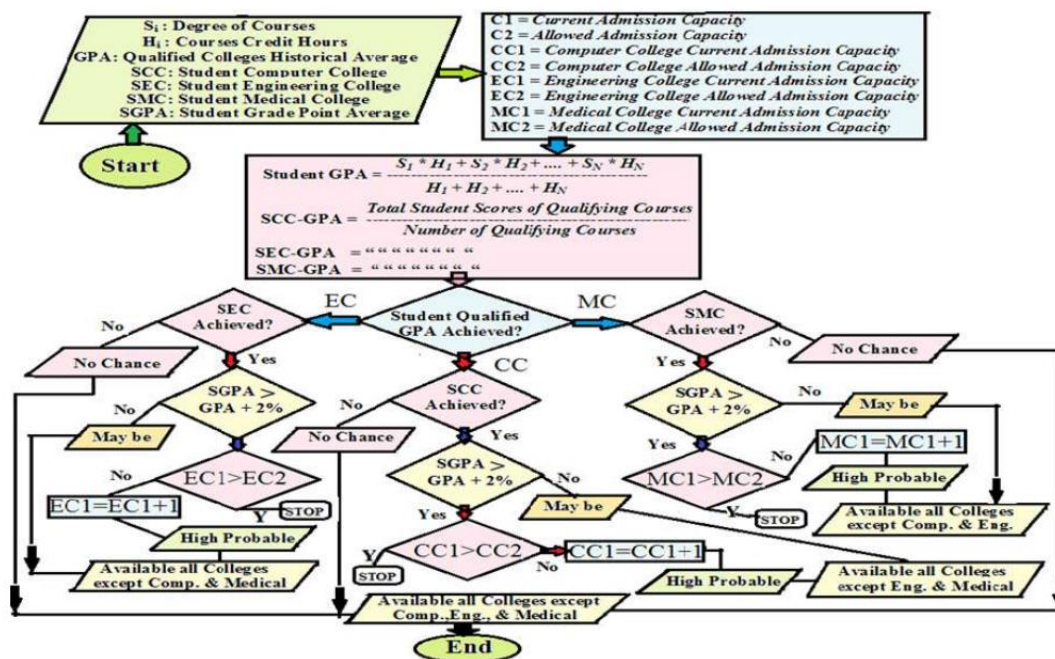 Sᵢ : Degree of Courses
Hᵢ : Courses Credit Hours
GPA: Qualified Colleges Historical Average
SCC: Student Computer College
SEC: Student Engineering College
SMC: Student Medical College
SGPA: Student Grade Point Average
C1 = Current Admission Capacity
C2 = Allowed Admission Capacity
CC1 = Computer College Current Admission Capacity
CC2 = Computer College Allowed Admission Capacity
EC1 = Engineering College Current Admission Capacity
EC2 = Engineering College Allowed Admission Capacity
MC1 = Medical College Current Admission Capacity
MC2 = Medical College Allowed Admission Capacity
Start
S₁ * H₁ + S₂ * H₂ + .... + S_N * H_N
Student GPA =
H₁ + H₂ + .... + H_N
Total Student Scores of Qualifying Courses
SCC-GPA =
Number of Qualifying Courses
SEC-GPA = “ “ “ “ “ “ “ “
SMC-GPA = “ “ “ “ “ “ “ “
EC
Student Qualified
GPA Achieved?
MC
CC
SEC
Achieved?
No
Yes
No Chance
SGPA >
GPA + 2%
No
May be
EC1>EC2
No
Y
STOP
EC1=EC1+1
High Probable
Available all Colleges
except Comp. & Medical
SCC
Achieved?
No
Yes
No Chance
SGPA >
GPA + 2%
No
Yes
May be
CC1>CC2
Y
STOP
No
CC1=CC1+1
High Probable
Available all Colleges
except Eng. & Medical
SMC
Achieved?
No
Yes
No Chance
SGPA >
GPA + 2%
No
Yes
May be
MC1>MC2
No
Y
STOP
MC1=MC1+1
High Probable
Available all Colleges
except Comp. & Eng.
Available all Colleges except
Comp.,Eng., & Medical
End